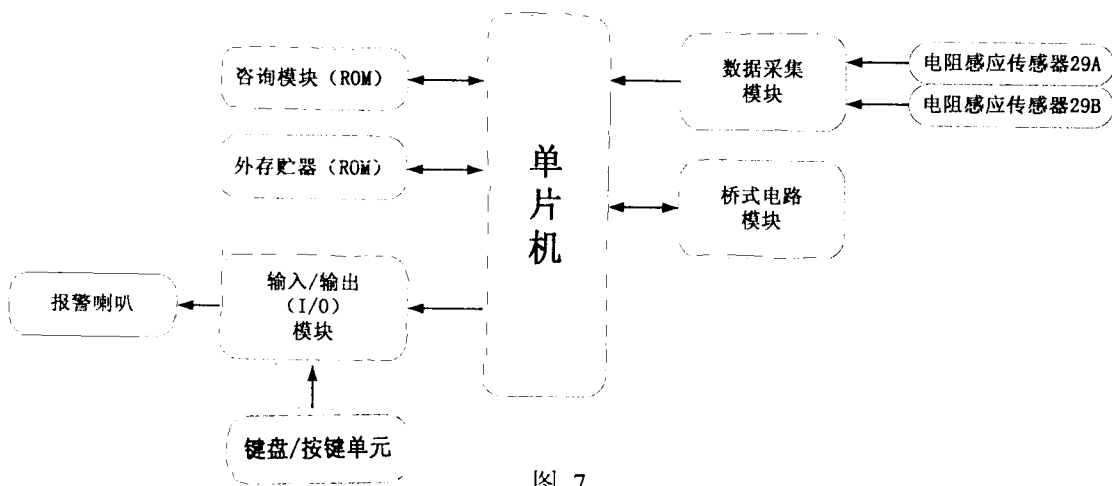 咨询模块（ROM）
外存贮器（ROM）
输入/输出
（I/O）
模块
报警喇叭
键盘/按键单元
单
片
机
数据采集
模块
电阻感应传感器29A
电阻感应传感器29B
桥式电路
模块
图 7